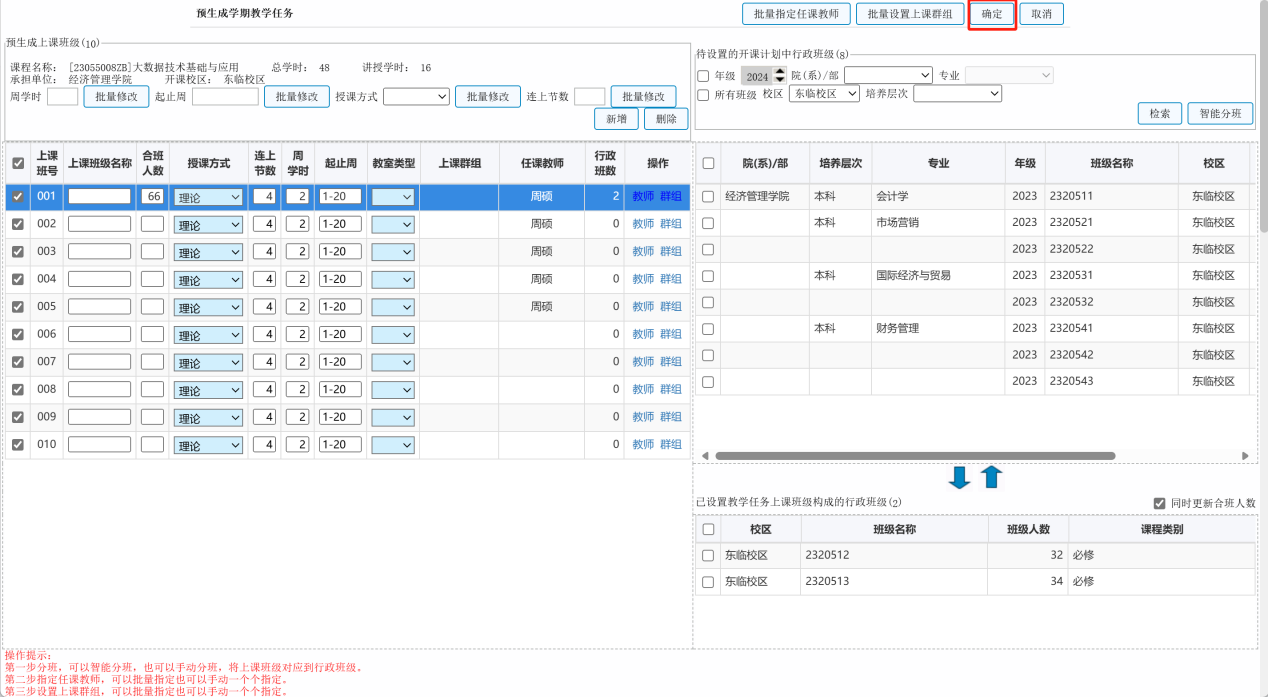 预生成学期教学任务 批量指定任课教师 批量设置上课群组 确定 取消
预生成上课班级(10)
课程名称: [23055008ZB]大数据技术基础与应用 总学时: 48 讲授学时: 16
承担单位: 经济管理学院 开课校区: 东临校区
周学时 批量修改 起止周 批量修改 授课方式 批量修改 连上节数 批量修改
新增 删除
上课班号 上课班级名称 合班人数 授课方式 连上节数 周学时 起止周 教室类型 上课群组 任课教师 行政班数 操作
001 66 理论 4 2 1-20 周硕 2 教师 群组
002 理论 4 2 1-20 周硕 0 教师 群组
003 理论 4 2 1-20 周硕 0 教师 群组
004 理论 4 2 1-20 周硕 0 教师 群组
005 理论 4 2 1-20 周硕 0 教师 群组
006 理论 4 2 1-20 0 教师 群组
007 理论 4 2 1-20 0 教师 群组
008 理论 4 2 1-20 0 教师 群组
009 理论 4 2 1-20 0 教师 群组
010 理论 4 2 1-20 0 教师 群组
待设置的开课计划中行政班级(8)
年级 2024 院(系)/部 专业
所有班级 校区 东临校区 培养层次
检索 智能分班
院(系)/部 培养层次 专业 年级 班级名称 校区
经济管理学院 本科 会计学 2023 2320511 东临校区
本科 市场营销 2023 2320521 东临校区
2023 2320522 东临校区
本科 国际经济与贸易 2023 2320531 东临校区
2023 2320532 东临校区
本科 财务管理 2023 2320541 东临校区
2023 2320542 东临校区
2023 2320543 东临校区
已设置教学任务上课班级构成的行政班级(2) 同时更新合班人数
校区 班级名称 班级人数 课程类别
东临校区 2320512 32 必修
东临校区 2320513 34 必修
操作提示:
第一步分班, 可以智能分班, 也可以手动分班, 将上课班级对应到行政班级。
第二步指定任课教师, 可以批量指定也可以手动一个个指定。
第三步设置上课群组, 可以批量指定也可以手动一个个指定。